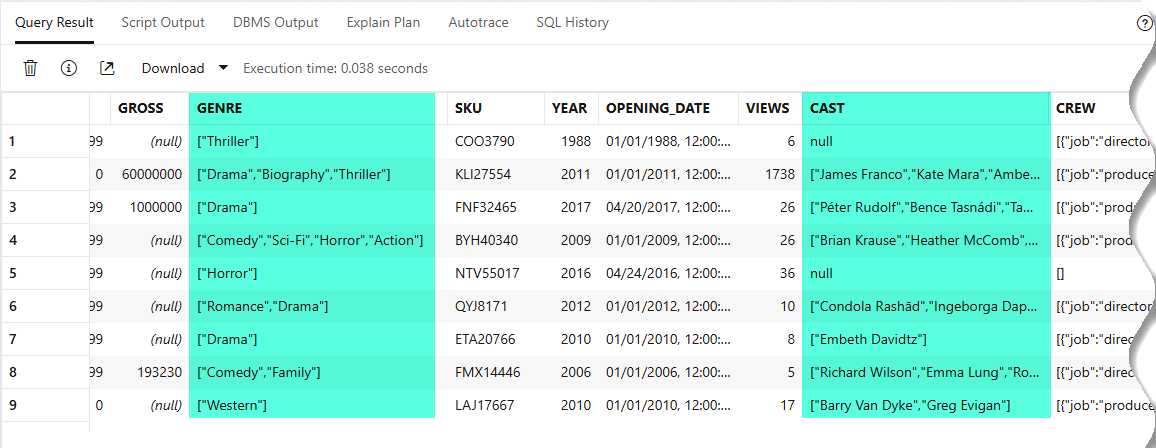 Query Result Script Output DBMS Output Explain Plan Autotrace SQL History
Download Execution time: 0.038 seconds
GROSS GENRE SKU YEAR OPENING_DATE VIEWS CAST CREW
1 99 (null) ["Thriller"] COO3790 1988 01/01/1988, 12:00:... 6 null [{"job":"director
2 0 60000000 ["Drama","Biography","Thriller"] KLI27554 2011 01/01/2011, 12:00:... 1738 ["James Franco","Kate Mara","Ambe... [{"job":"produce
3 99 1000000 ["Drama"] FNF32465 2017 04/20/2017, 12:00:... 26 ["Péter Rudolf","Bence Tasnádi","Ta... [{"job":"prod
4 99 (null) ["Comedy","Sci-Fi","Horror","Action"] BYH40340 2009 01/01/2009, 12:00:... 26 ["Brian Krause","Heather McComb",... [{"job":"prod
5 99 (null) ["Horror"] NTV55017 2016 04/24/2016, 12:00:... 36 null []
6 99 (null) ["Romance","Drama"] QYJ8171 2012 01/01/2012, 12:00:... 10 ["Condola Rashād","Ingeborga Dap... [{"job":"director
7 99 (null) ["Drama"] ETA20766 2010 01/01/2010, 12:00:... 8 ["Embeth Davidtz"] [{"job":"direc
8 99 193230 ["Comedy","Family"] FMX14446 2006 01/01/2006, 12:00:... 5 ["Richard Wilson","Emma Lung","Ro... [{"job":"direc
9 0 (null) ["Western"] LAJ17667 2010 01/01/2010, 12:00:... 17 ["Barry Van Dyke","Greg Evigan"] [{"job":"produce